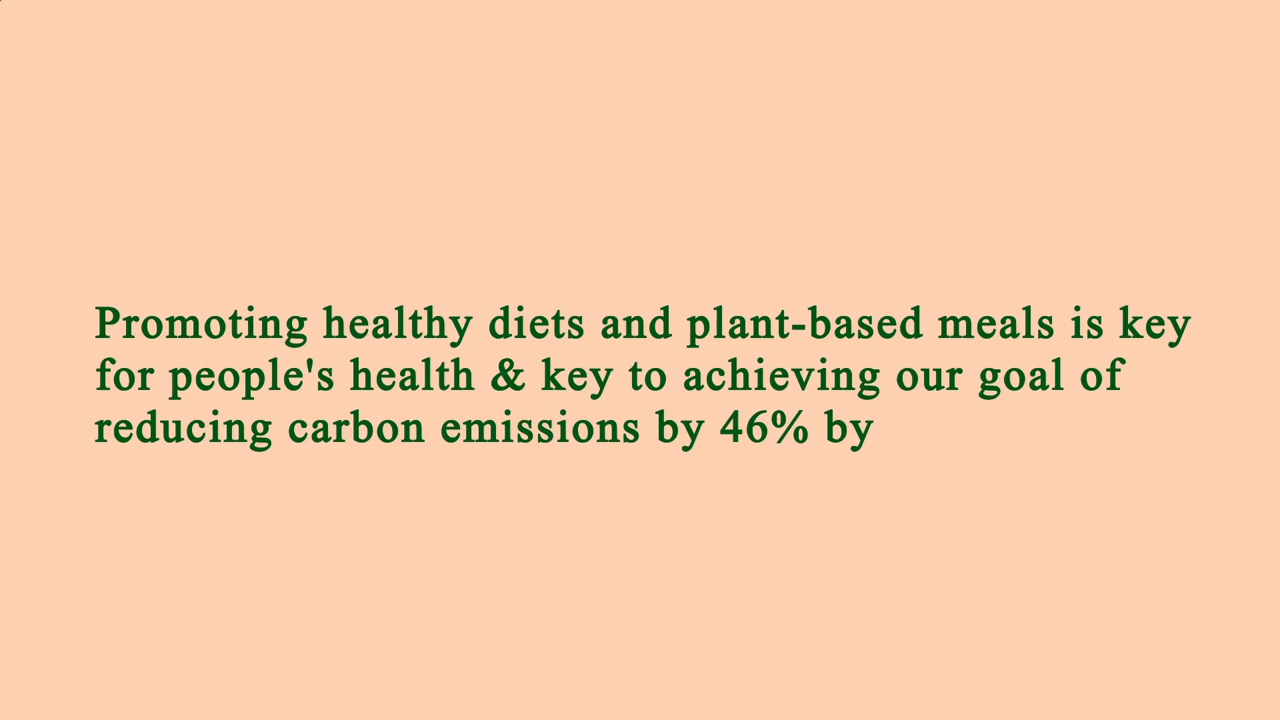 Promoting healthy diets and plant-based meals is key
for people's health & key to achieving our goal of
reducing carbon emissions by 46% by